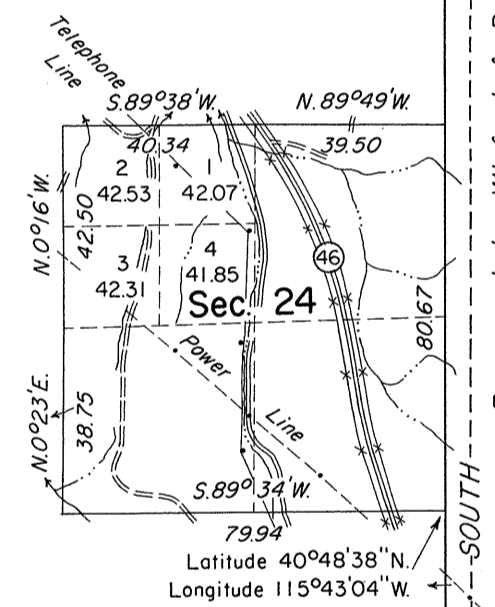 Telephone
Line
S.89°38'W.
N.89°49'W.
40.34
39.50
2
1
42.53
42.07
N.0°16'W.
42.50
3
4
42.31
41.85
46
Sec. 24
80.67
Power
Line
N.0°23'E.
38.75
S.89°34'W.
79.94
SOUTH
Latitude 40°48'38"N.
Longitude 115°43'04"W.